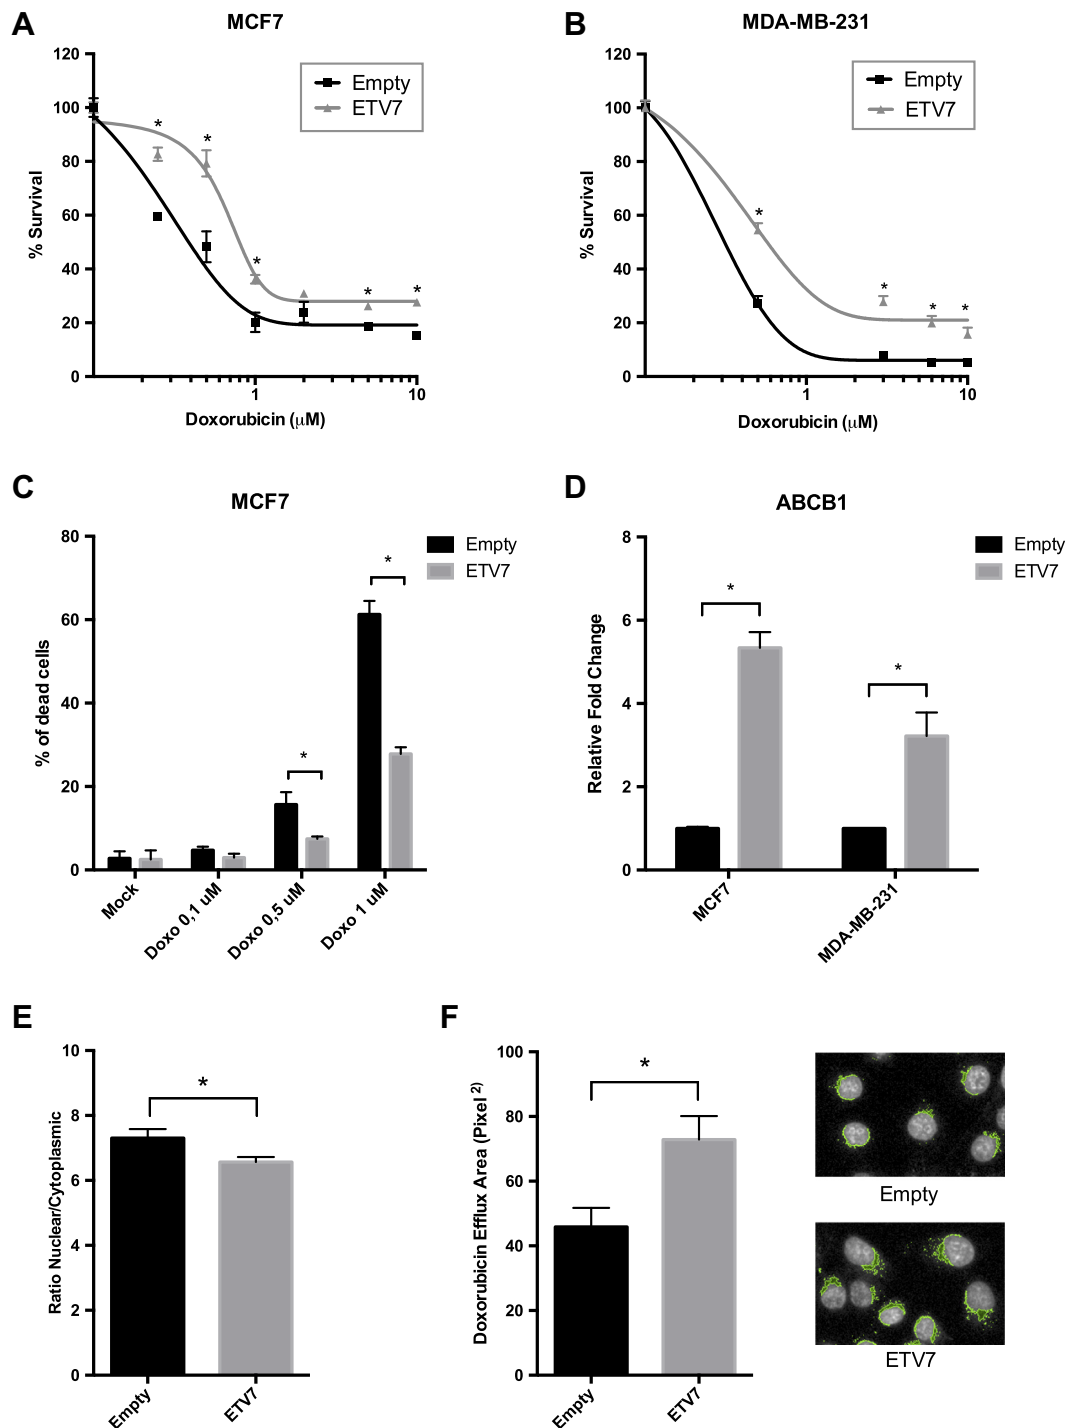 A
MCF7
120
100
80
60
40
20
0
% Survival
Empty
ETV7
*
*
*
*
*
1
10
Doxorubicin (μM)
B
MDA-MB-231
120
100
80
60
40
20
0
% Survival
Empty
ETV7
*
*
*
*
1
10
Doxorubicin (μM)
C
MCF7
80
60
40
20
0
% of dead cells
Empty
ETV7
*
*
Mock
Doxo 0,1 uM
Doxo 0,5 uM
Doxo 1 uM
D
ABCB1
8
6
4
2
0
Relative Fold Change
Empty
ETV7
*
*
MCF7
MDA-MB-231
E
10
8
6
4
2
0
Ratio Nuclear/Cytoplasmic
*
Empty
ETV7
F
100
80
60
40
20
0
Doxorubicin Efflux Area (Pixel 2)
*
Empty
ETV7
Empty
ETV7